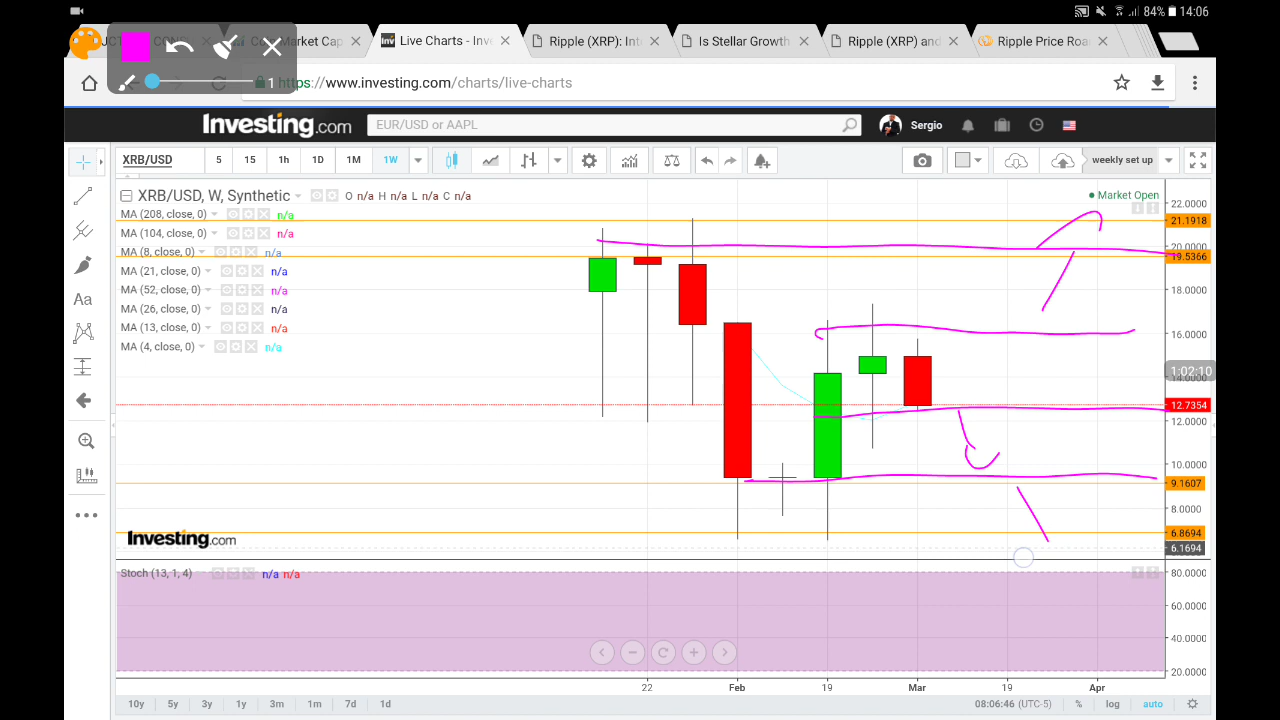 84% 14:06
Market Cap
Live Charts - Inve
Ripple (XRP): Int
Is Stellar Growth
Ripple (XRP) and
Ripple Price Roa
1
https://www.investing.com/charts/live-charts
Investing.com
EUR/USD or AAPL
Sergio
XRB/USD
5 15 1h 1D 1M 1W
weekly set up
XRB/USD, W, Synthetic
O n/a H n/a L n/a C n/a
Market Open
MA (208, close, 0) n/a
MA (104, close, 0) n/a
MA (8, close, 0) n/a
MA (21, close, 0) n/a
MA (52, close, 0) n/a
MA (26, close, 0) n/a
MA (13, close, 0) n/a
MA (4, close, 0) n/a
Aa
22.0000
21.1918
20.0000
19.5366
18.0000
16.0000
1:02:10
14.0000
12.7354
12.0000
10.0000
9.1607
8.0000
6.8694
6.1694
Investing.com
Stoch (13, 1, 4) n/a n/a
80.0000
60.0000
40.0000
20.0000
22 Feb 19 Mar 19 Apr
10y 5y 3y 1y 3m 1m 7d 1d
08:06:46 (UTC-5) % log auto